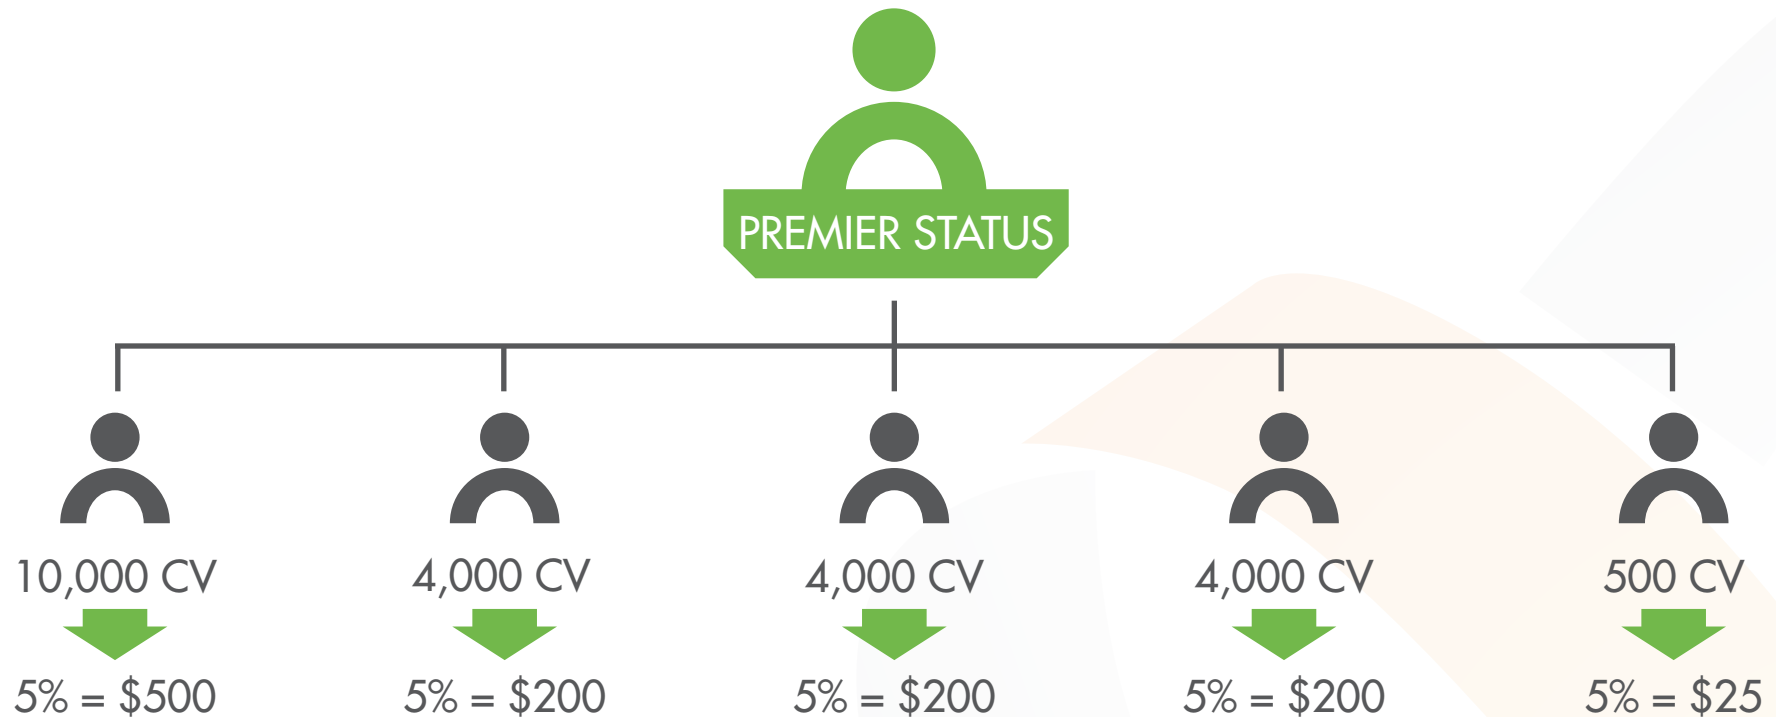 PREMIER STATUS
10,000 CV
4,000 CV
4,000 CV
4,000 CV
500 CV
5% = $500
5% = $200
5% = $200
5% = $200
5% = $25